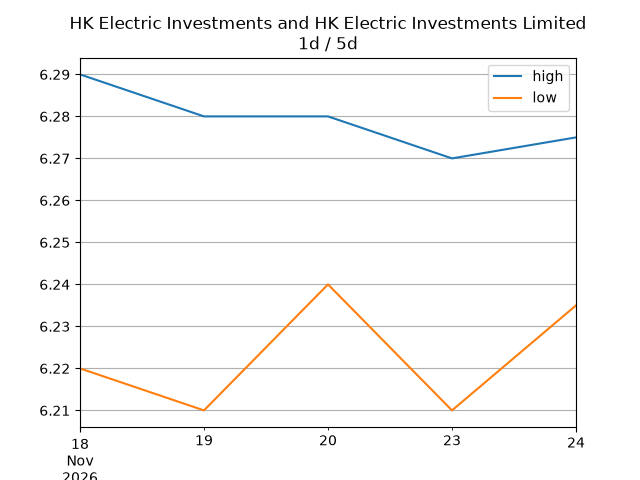 HK Electric Investments and HK Electric Investments Limited
1d / 5d
high
low
6.29
6.28
6.27
6.26
6.25
6.24
6.23
6.22
6.21
18 19 20 23 24
Nov
2026